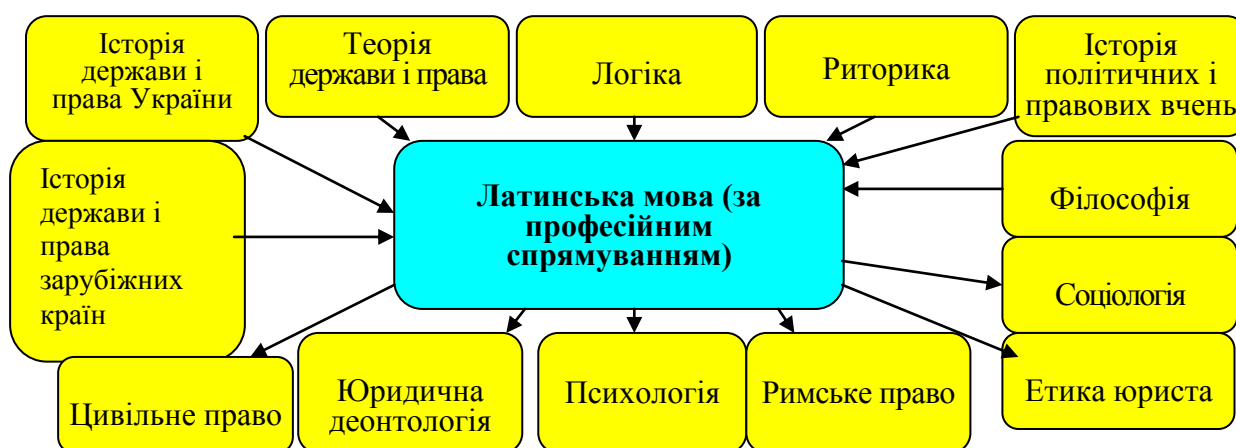 Історія
держави і
права України
Теорія
держави і права
Логіка
Риторика
Історія
політичних і
правових вчень
Історія
держави і
права
зарубіжних
країн
Латинська мова (за
професійним
спрямуванням)
Філософія
Соціологія
Цивільне право
Юридична
деонтологія
Психологія
Римське право
Етика юриста